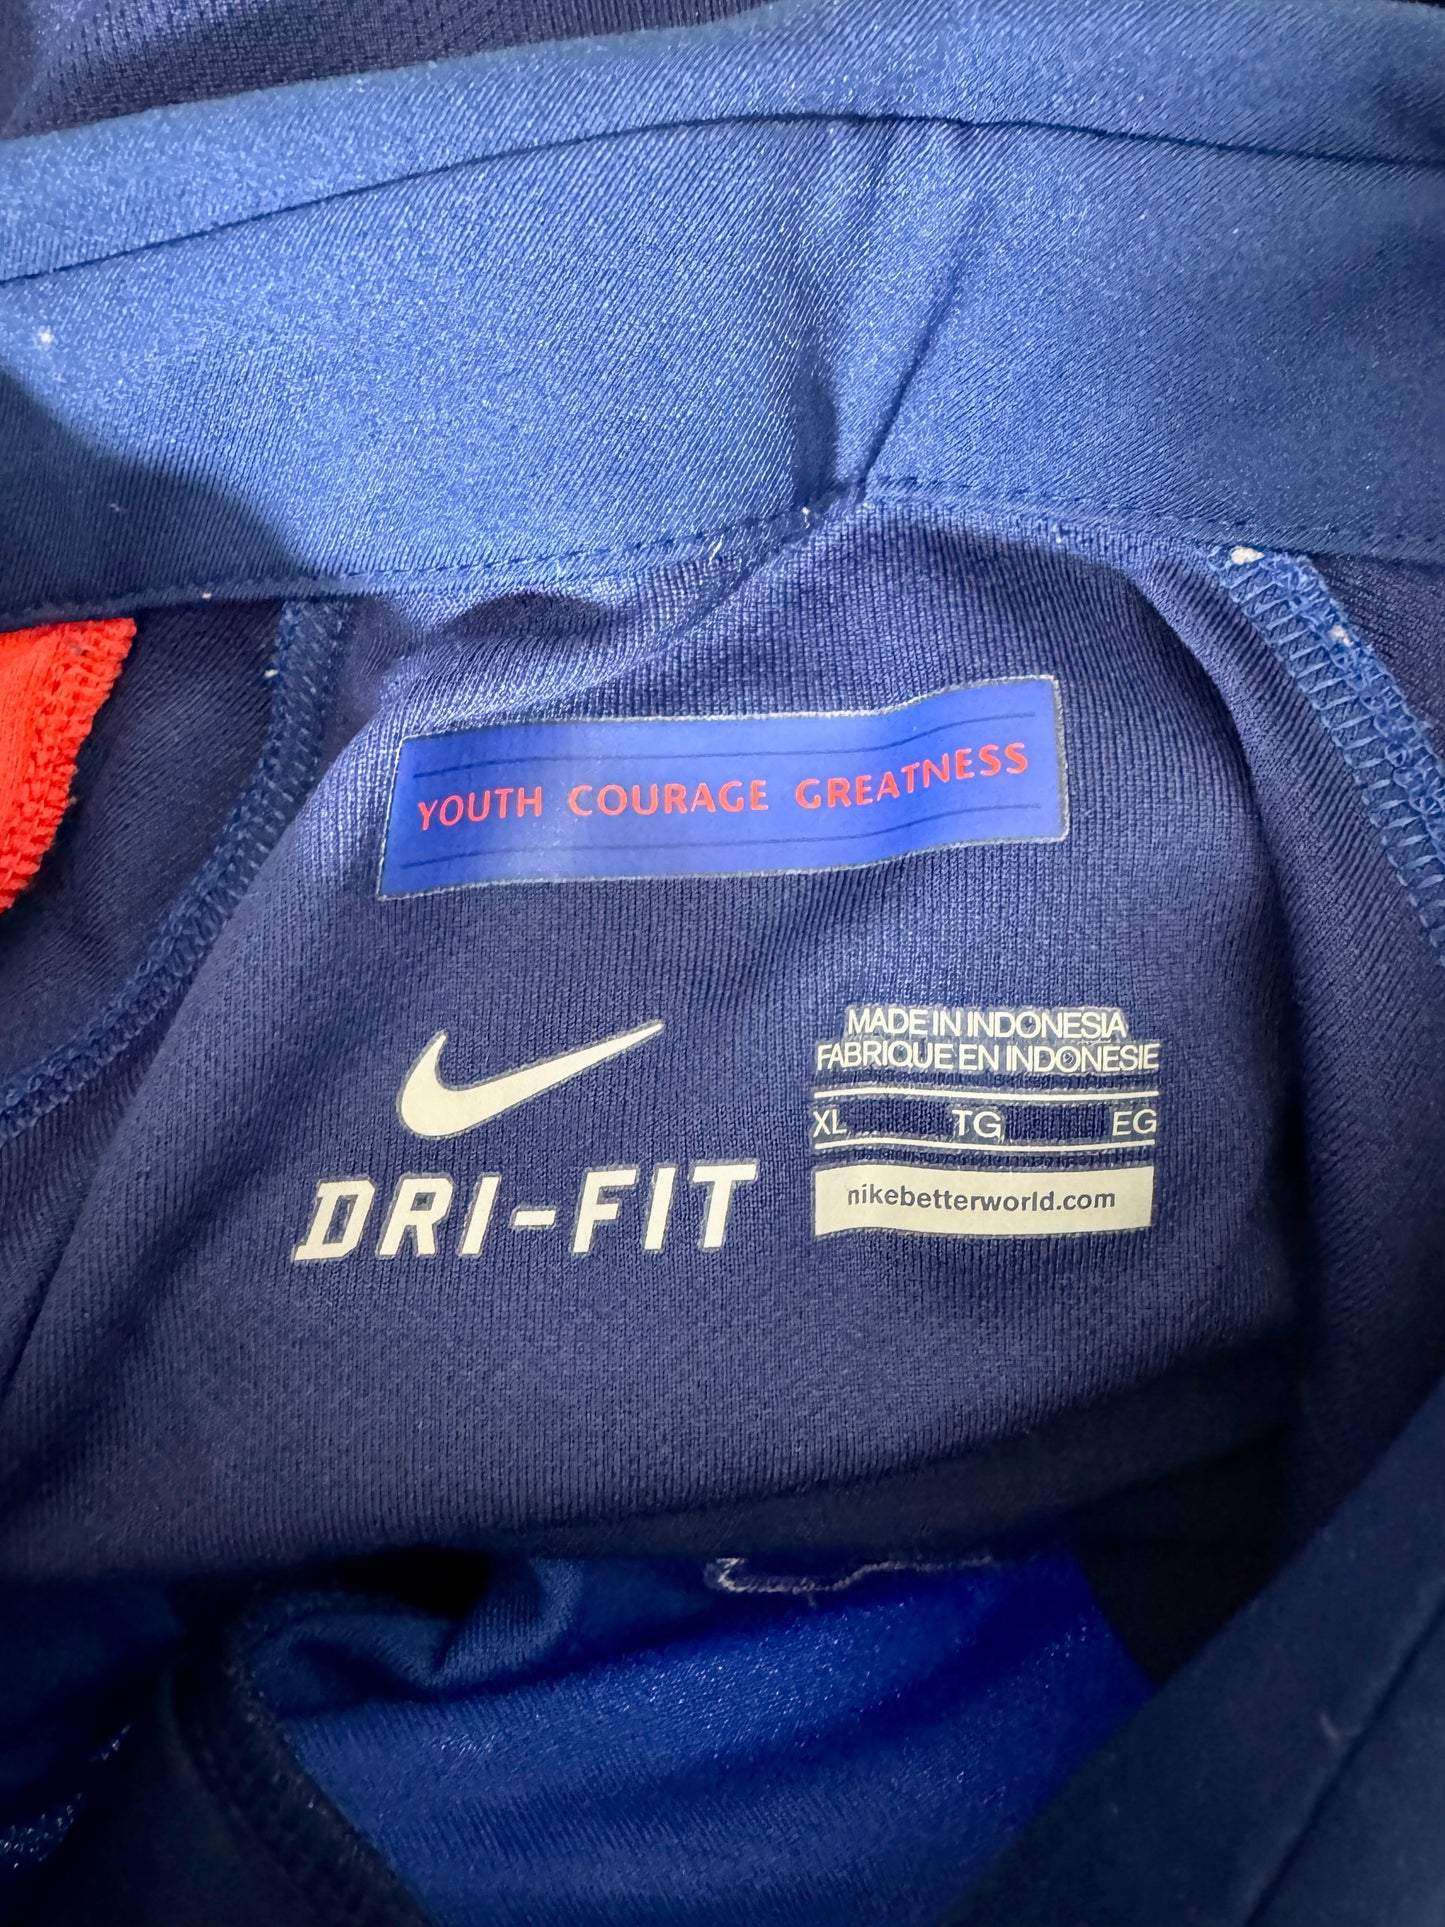 YOUTH COURAGE GREATNESS
MADE IN INDONESIA
FABRIQUE EN INDONESIE
XL TG EG
DRI-FIT
nikebetterworld.com